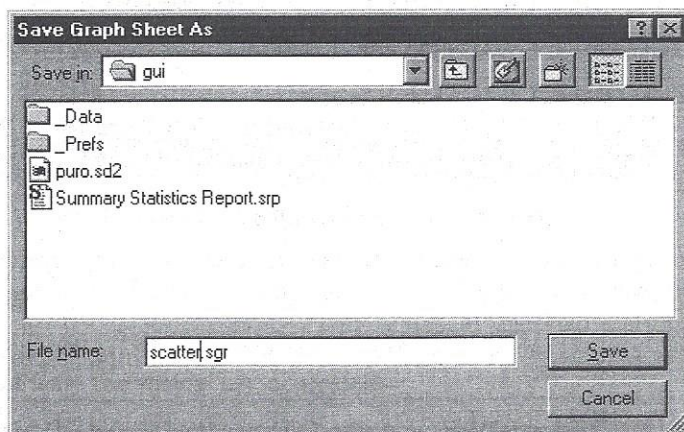 Save Graph Sheet As
Save in: gui
_Data
_Prefs
puro.sd2
Summary Statistics Report.srp
File name: scatter.sgr Save
Cancel